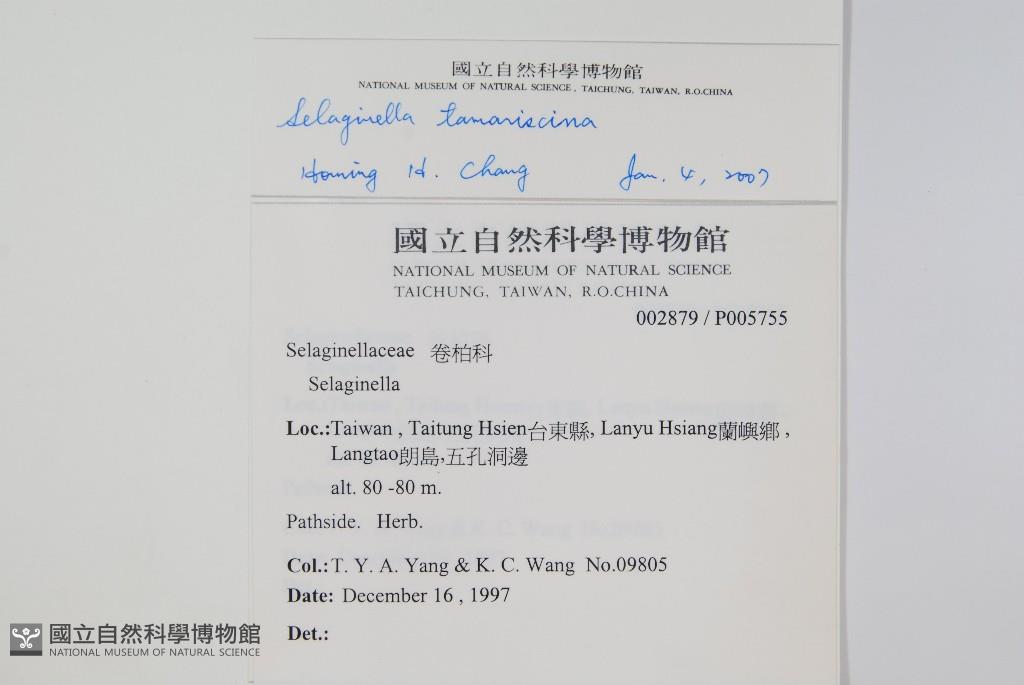 國立自然科學博物館
NATIONAL MUSEUM OF NATURAL SCIENCE, TAICHUNG, TAIWAN, R.O.CHINA
Selaginella tamariscina
Homing H. Chang Jan. 4, 2007
國立自然科學博物館
NATIONAL MUSEUM OF NATURAL SCIENCE
TAICHUNG, TAIWAN, R.O.CHINA
002879 / P005755
Selaginellaceae 卷柏科
Selaginella
Loc.:Taiwan , Taitung Hsien台東縣, Lanyu Hsiang蘭嶼鄉 ,
Langtao朗島,五孔洞邊
alt. 80 -80 m.
Pathside. Herb.
Col.:T. Y. A. Yang & K. C. Wang No.09805
Date: December 16 , 1997
Det.:
國立自然科學博物館
NATIONAL MUSEUM OF NATURAL SCIENCE